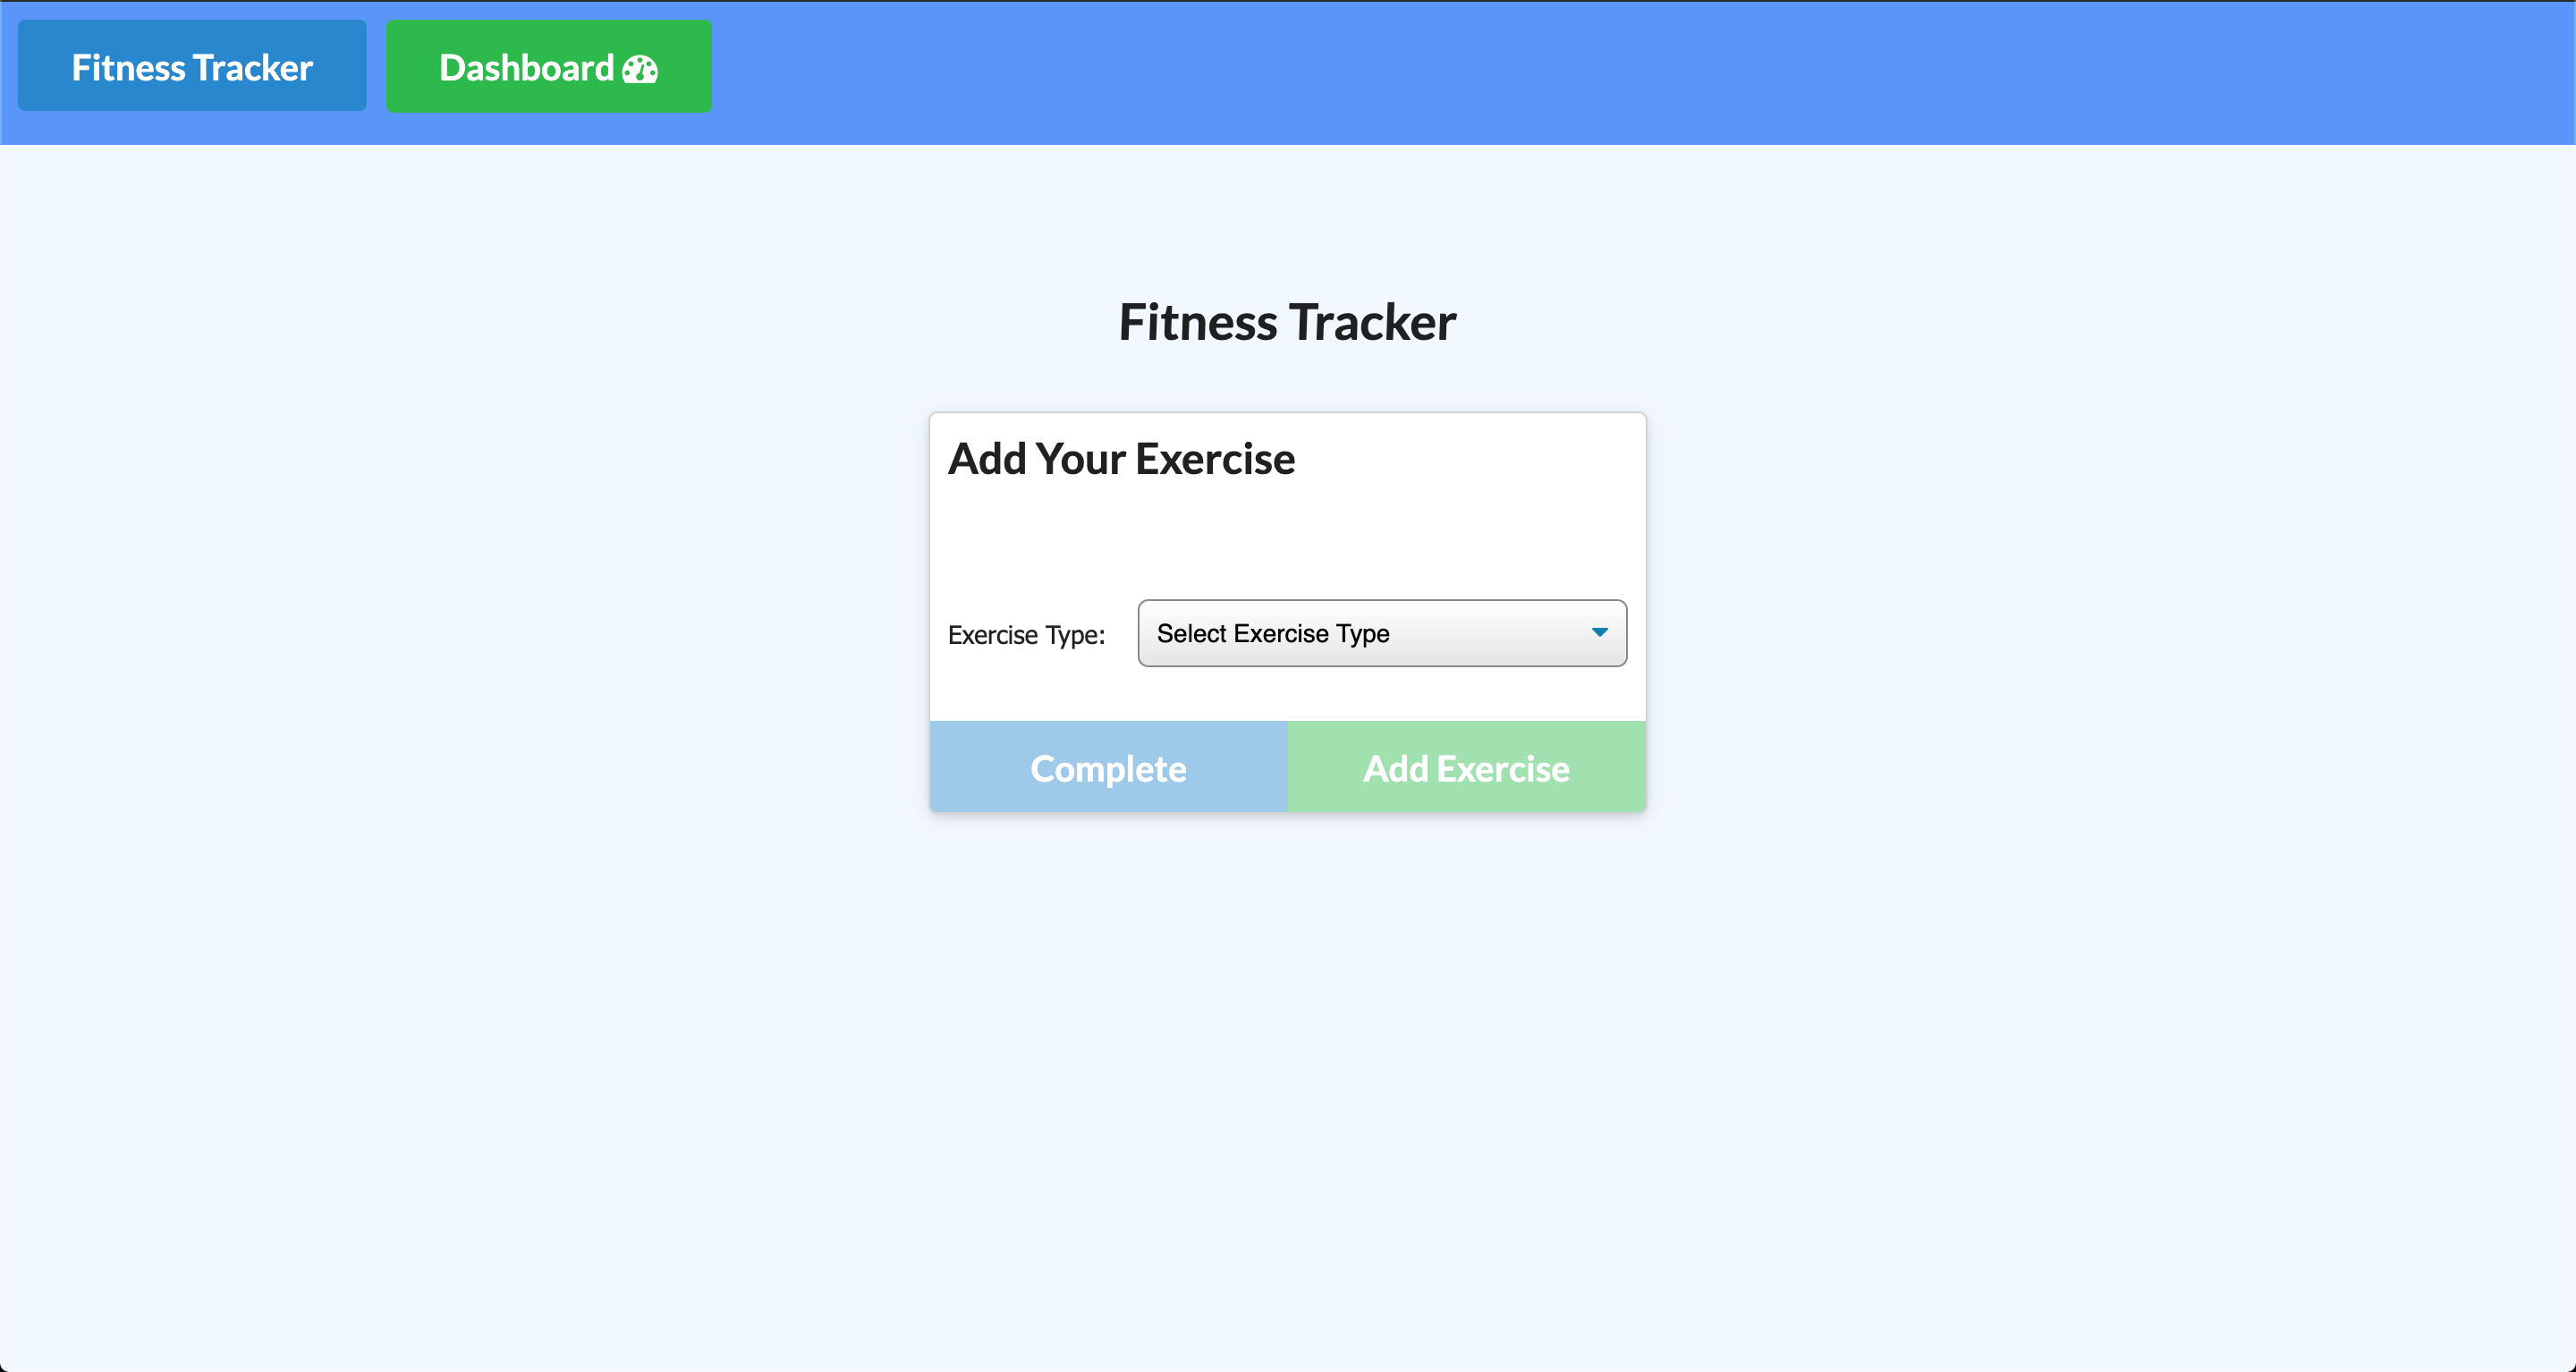 Fitness Tracker
Dashboard
Fitness Tracker
Add Your Exercise
Exercise Type:
Select Exercise Type
Complete
Add Exercise